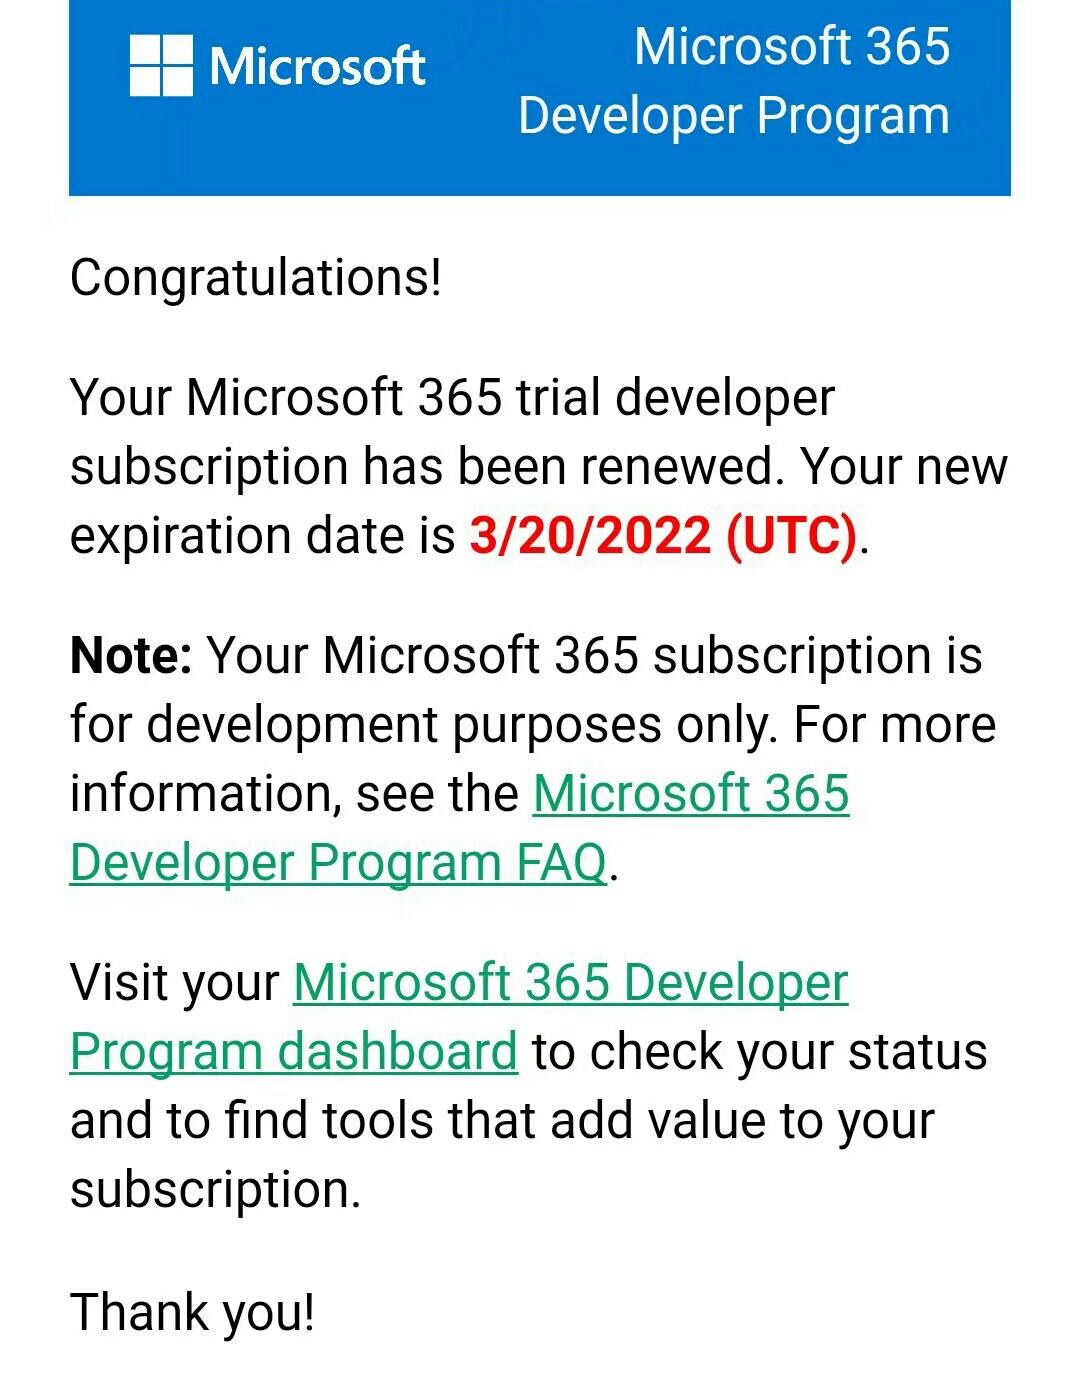 Microsoft
Microsoft 365
Developer Program
Congratulations!
Your Microsoft 365 trial developer
subscription has been renewed. Your new
expiration date is 3/20/2022 (UTC).
Note: Your Microsoft 365 subscription is
for development purposes only. For more
information, see the Microsoft 365
Developer Program FAQ.
Visit your Microsoft 365 Developer
Program dashboard to check your status
and to find tools that add value to your
subscription.
Thank you!